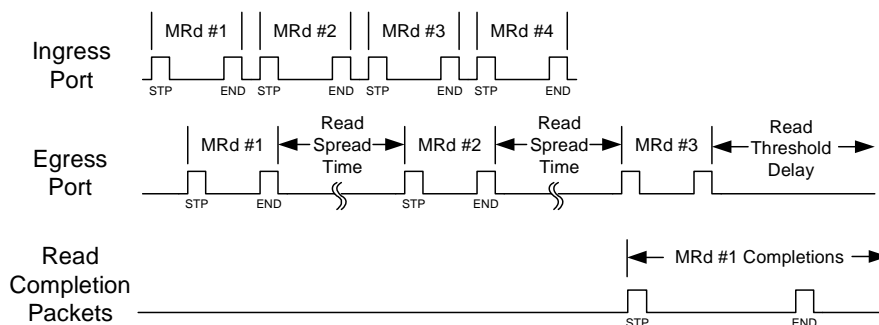 MRd #1 MRd #2 MRd #3 MRd #4
Ingress
Port
STP END STP END STP END STP END
MRd #1 Read
Spread
Time MRd #2 Read
Spread
Time MRd #3 Read
Threshold
Delay
Egress
Port
STP END STP END
Read
Completion
Packets
MRd #1 Completions
STP END